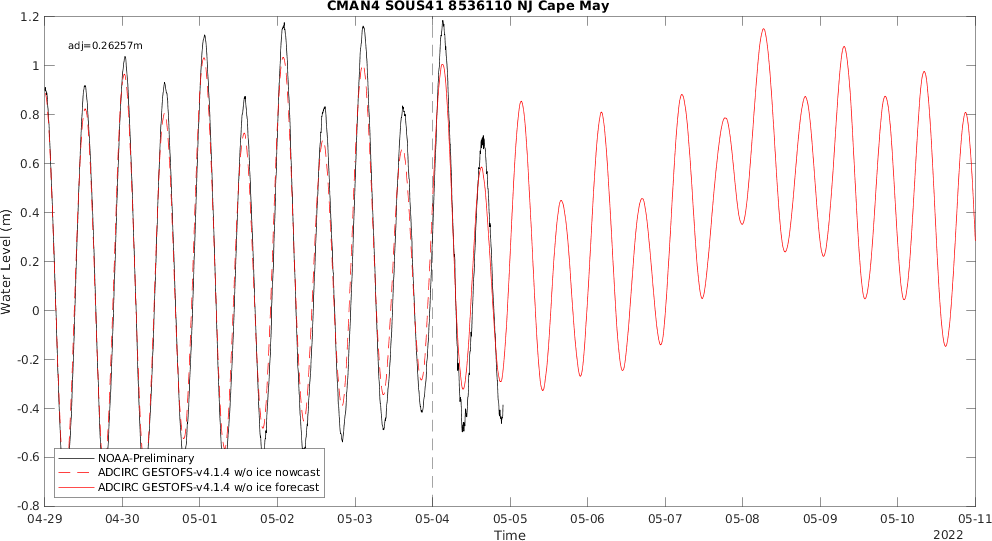 CMAN4 SOUS41 8536110 NJ Cape May
adj=0.26257m
1.2
1
0.8
0.6
0.4
0.2
0
-0.2
-0.4
-0.6
-0.8
Water Level (m)
NOAA-Preliminary
ADCIRC GESTOFS-v4.1.4 w/o ice nowcast
ADCIRC GESTOFS-v4.1.4 w/o ice forecast
04-29 04-30 05-01 05-02 05-03 05-04 05-05 05-06 05-07 05-08 05-09 05-10 05-11
Time
2022